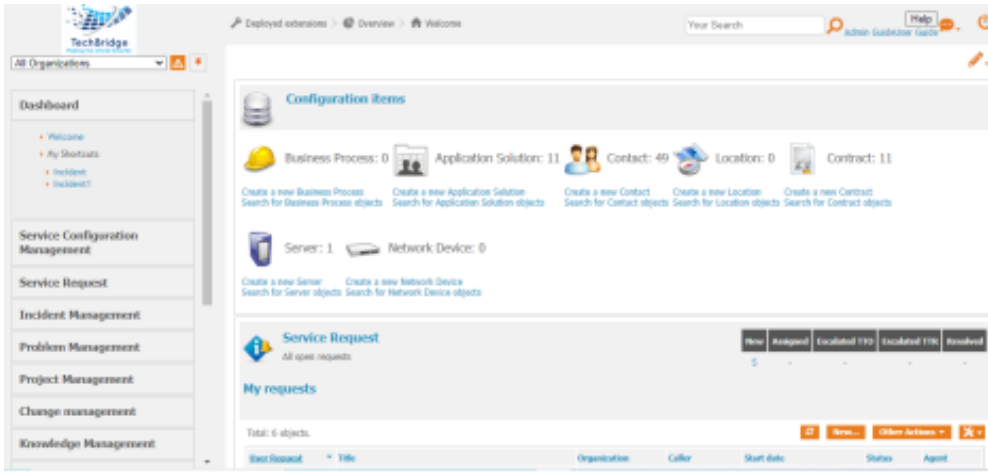 TechBridge
Deployed extensions > Overview > Welcome
Your Search
Help
Admin Guide
User Guide
All Organizations
Dashboard
Welcome
My Shortcuts
Incident
Incident1
Service Configuration
Management
Service Request
Incident Management
Problem Management
Project Management
Change management
Knowledge Management
Configuration items
Business Process: 0
Application Solution: 11
Contact: 49
Location: 0
Contract: 11
Create a new Business Process
Create a new Application Solution
Create a new Contact
Create a new Location
Create a new Contract
Search for Business Process objects
Search for Application Solution objects
Search for Contact objects
Search for Location objects
Search for Contract objects
Server: 1
Network Device: 0
Create a new Server
Create a new Network Device
Search for Server objects
Search for Network Device objects
Service Request
All open requests
New Assigned Escalated TTO Escalated TTR Resolved
5 - - - -
My requests
Total: 6 objects.
New...
Other Actions
User Request
Title
Organization
Caller
Start date
Status
Agent